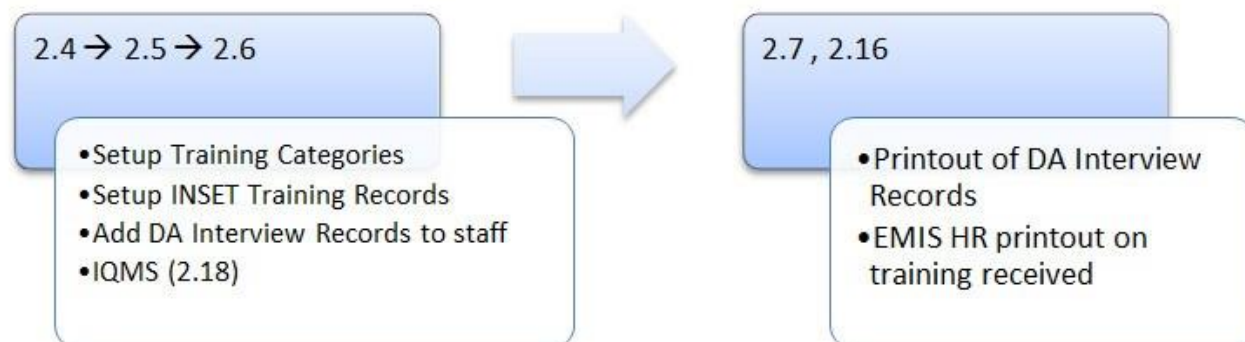 2.4 → 2.5 → 2.6
•Setup Training Categories
•Setup INSET Training Records
•Add DA Interview Records to staff
•IQMS (2.18)
2.7 , 2.16
•Printout of DA Interview
Records
•EMIS HR printout on
training received